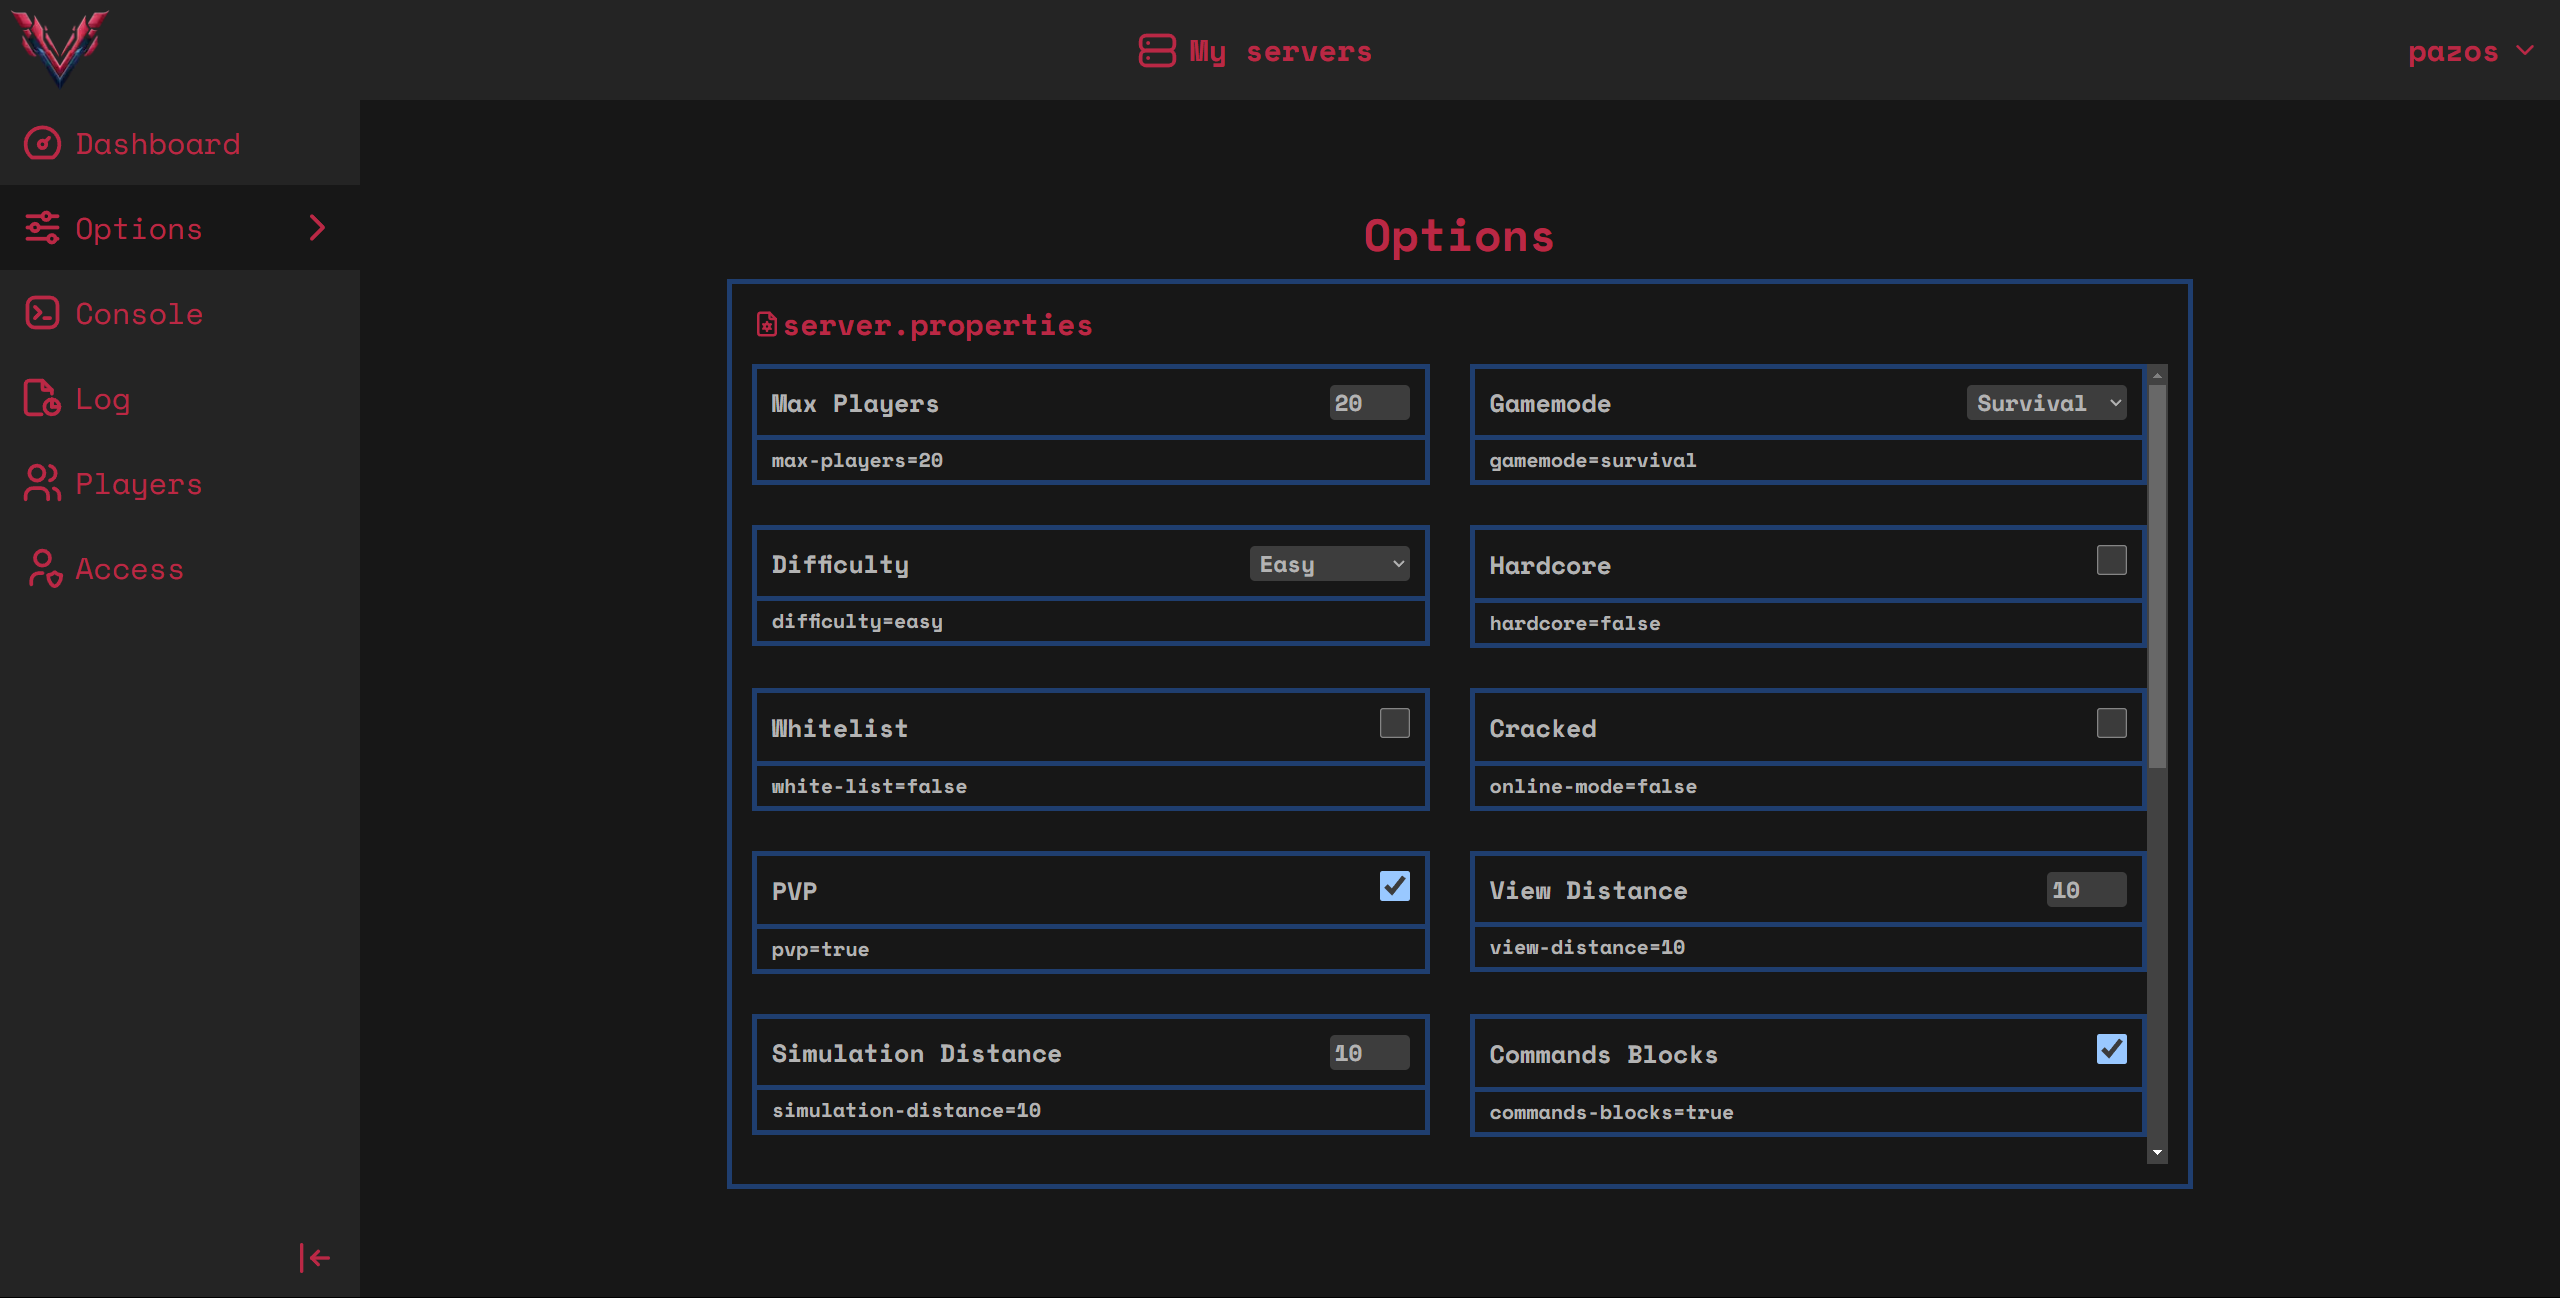 My servers
pazos
Dashboard
Options
Console
Log
Players
Access
Options
server.properties
Max Players 20
max-players=20
Gamemode Survival
gamemode=survival
Difficulty Easy
difficulty=easy
Hardcore
hardcore=false
Whitelist
white-list=false
Cracked
online-mode=false
PVP
pvp=true
View Distance 10
view-distance=10
Simulation Distance 10
simulation-distance=10
Commands Blocks
commands-blocks=true